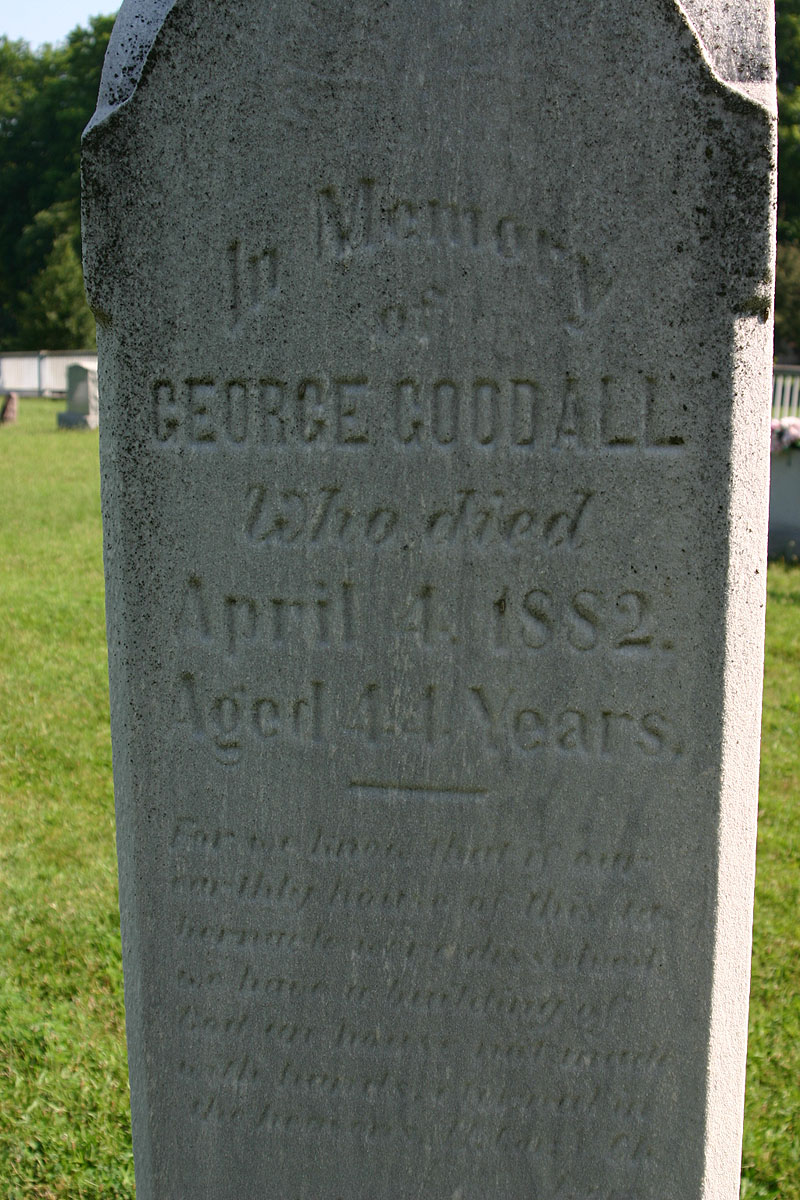 In Memory
of
GEORGE GOODALL
Who died
April 4. 1882.
Aged 44 Years.
For we know that if our
earthly house of this ta-
bernacle were dissolved
we have a building of
God an house not made
with hands, eternal in
the heavens.